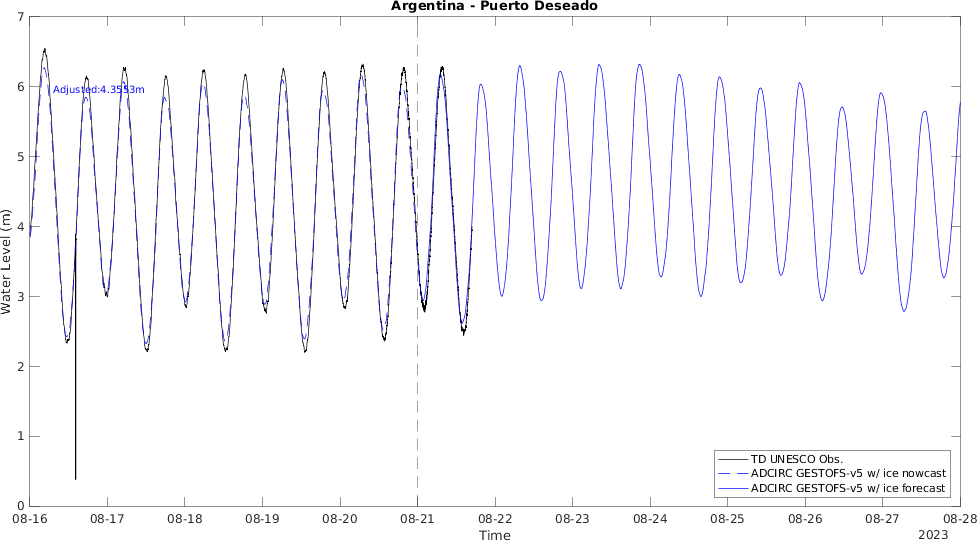 Argentina - Puerto Deseado
7
6
5
4
3
2
1
0
Water Level (m)
Adjusted:4.3553m
TD UNESCO Obs.
ADCIRC GESTOFS-v5 w/ ice nowcast
ADCIRC GESTOFS-v5 w/ ice forecast
08-16 08-17 08-18 08-19 08-20 08-21 08-22 08-23 08-24 08-25 08-26 08-27 08-28
Time
2023